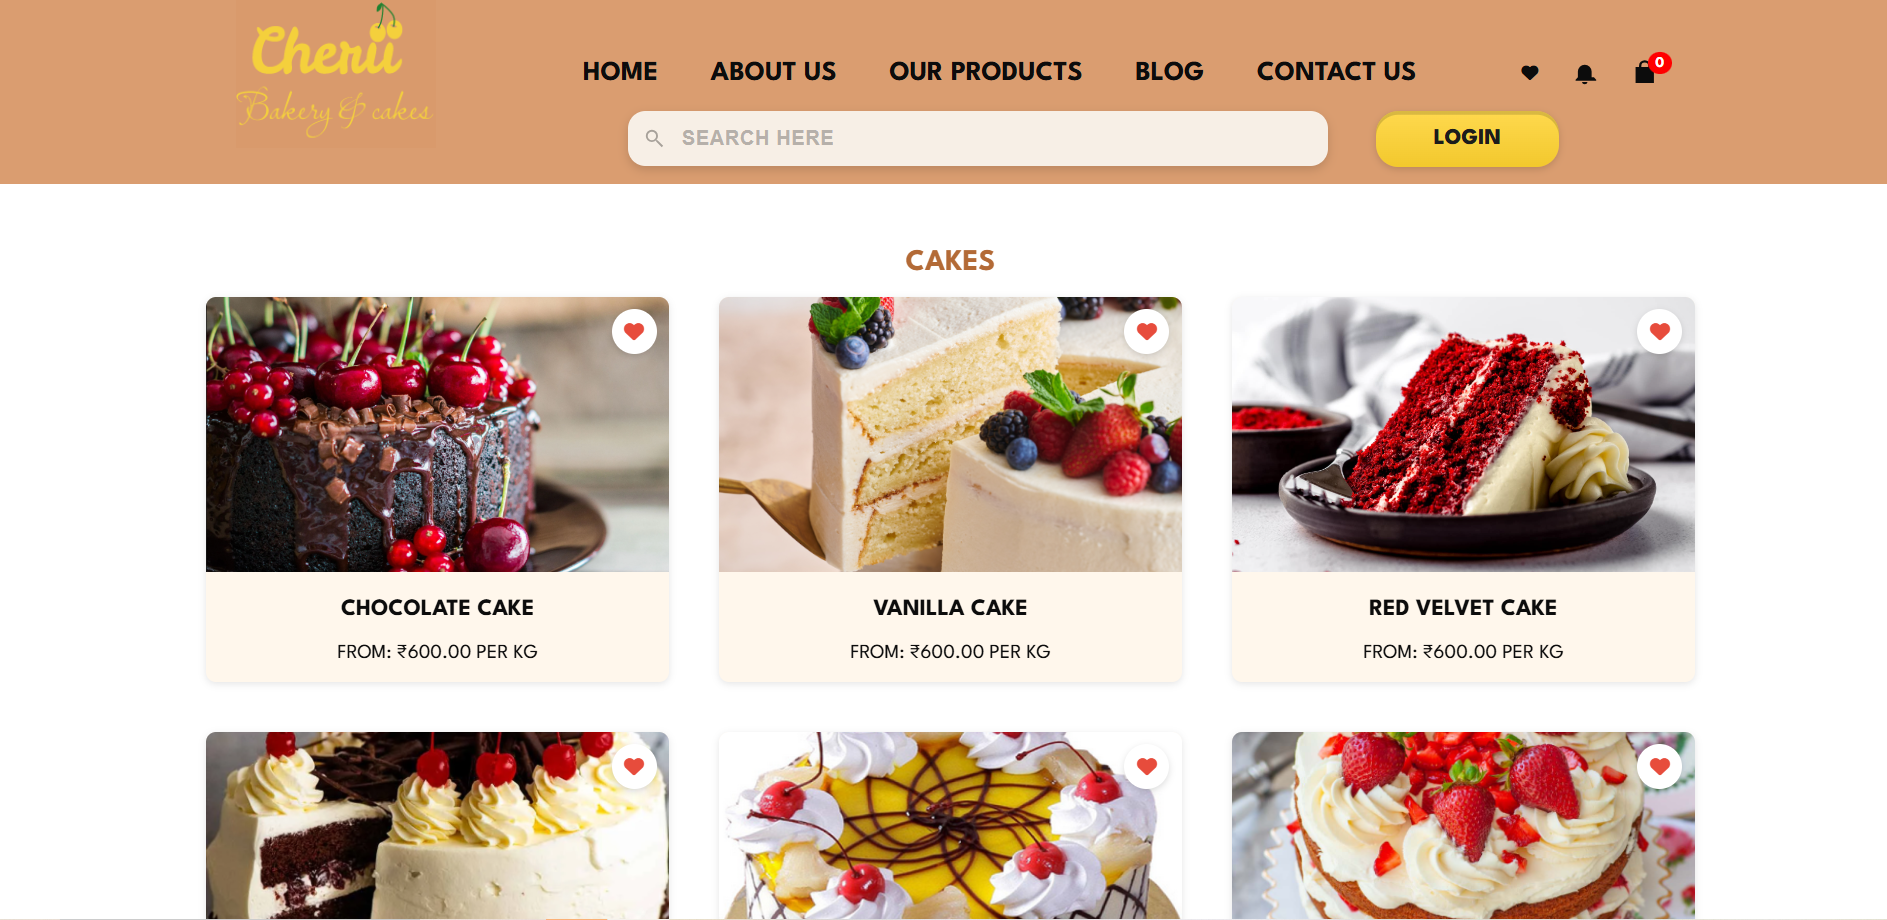 Cherii
Bakery & cakes
HOME ABOUT US OUR PRODUCTS BLOG CONTACT US 0
SEARCH HERE LOGIN
CAKES
CHOCOLATE CAKE
FROM: ₹600.00 PER KG
VANILLA CAKE
FROM: ₹600.00 PER KG
RED VELVET CAKE
FROM: ₹600.00 PER KG